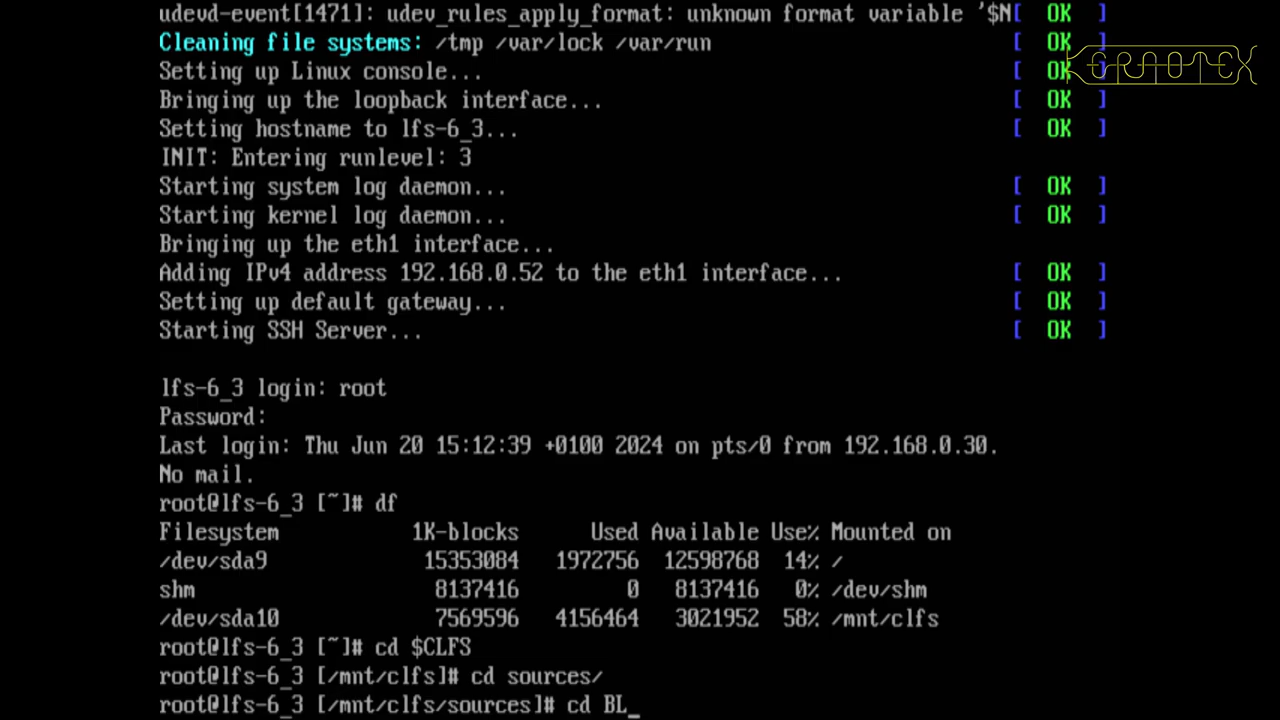 udevd-event[1471]: udev_rules_apply_format: unknown format variable '$N[ OK ]
Cleaning file systems: /tmp /var/lock /var/run [ OK ]
KERAOTEX
Setting up Linux console... [ OK ]
Bringing up the loopback interface... [ OK ]
Setting hostname to lfs-6_3... [ OK ]
INIT: Entering runlevel: 3
Starting system log daemon... [ OK ]
Starting kernel log daemon... [ OK ]
Bringing up the eth1 interface...
Adding IPv4 address 192.168.0.52 to the eth1 interface... [ OK ]
Setting up default gateway... [ OK ]
Starting SSH Server... [ OK ]
lfs-6_3 login: root
Password:
Last login: Thu Jun 20 15:12:39 +0100 2024 on pts/0 from 192.168.0.30.
No mail.
root@lfs-6_3 [~]# df
Filesystem 1K-blocks Used Available Use% Mounted on
/dev/sda9 15353084 1972756 12598768 14% /
shm 8137416 0 8137416 0% /dev/shm
/dev/sda10 7569596 4156464 3021952 58% /mnt/clfs
root@lfs-6_3 [~]# cd $CLFS
root@lfs-6_3 [/mnt/clfs]# cd sources/
root@lfs-6_3 [/mnt/clfs/sources]# cd BL_